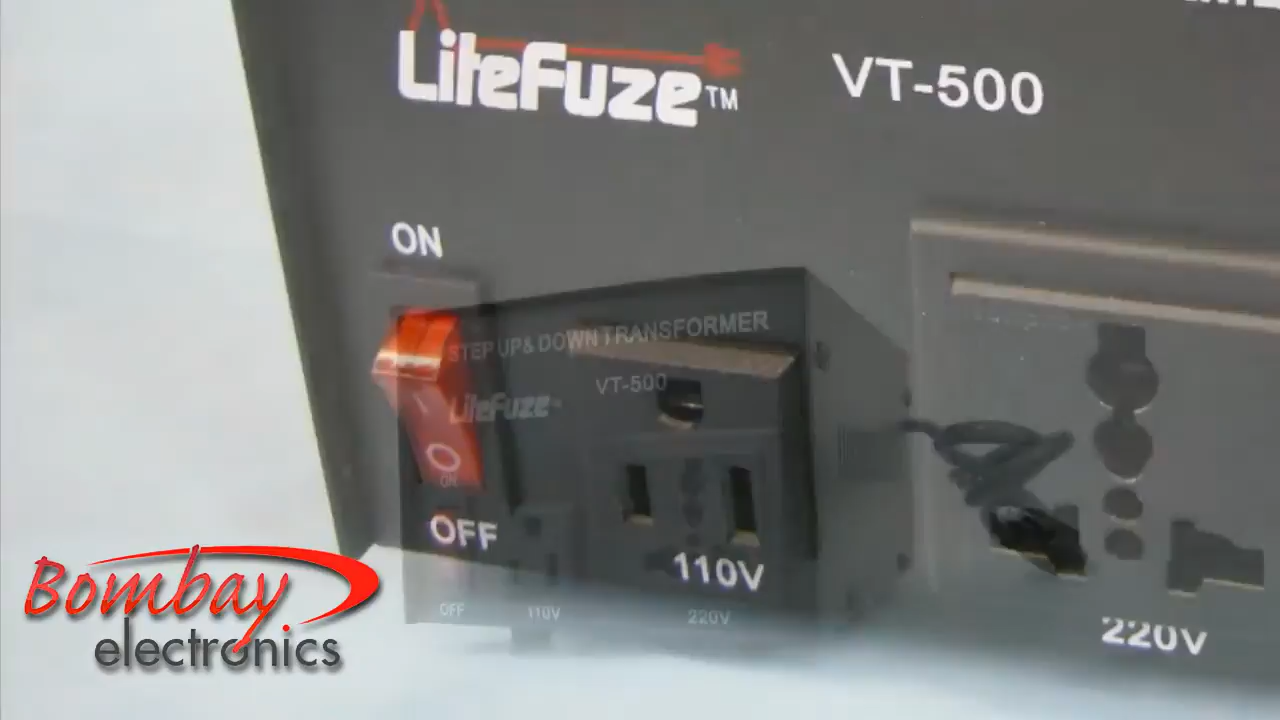 LiteFuze™
VT-500
ON
STEP UP & DOWN TRANSFORMER
VT-500
LiteFuze
ON
OFF
110V
220V
OFF
110V
220V
Bombay
electronics